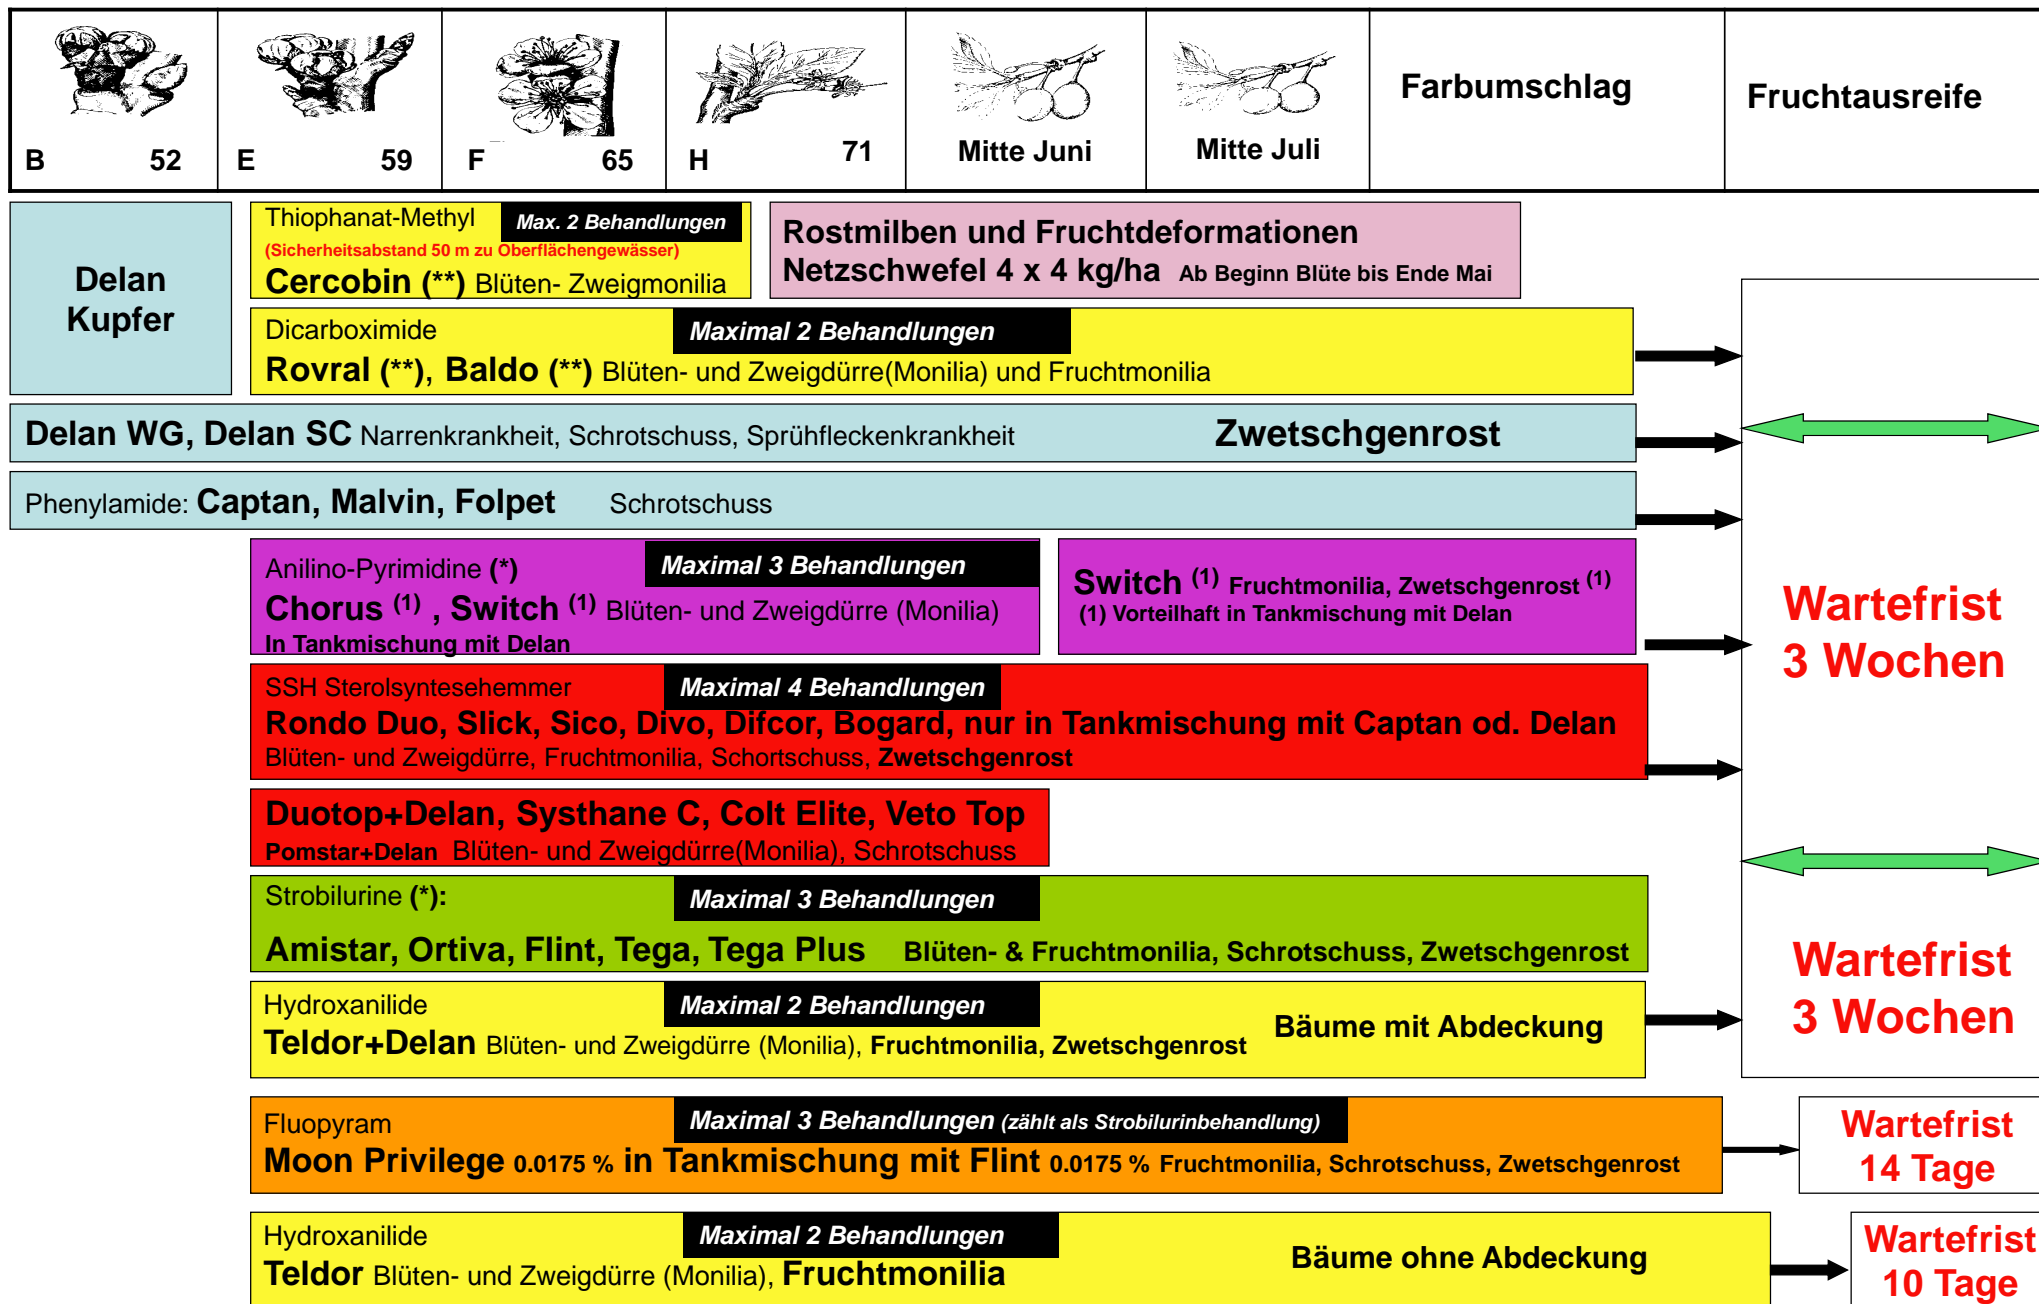 B 52
E 59
F 65
H 71
Mitte Juni
Mitte Juli
Farbumschlag
Fruchtausreife
Delan
Kupfer
Thiophanat-Methyl
Max. 2 Behandlungen
(Sicherheitsabstand 50 m zu Oberflächengewässer)
Cercobin (**) Blüten- Zweigmonilia
Rostmilben und Fruchtdeformationen
Netzschwefel 4 x 4 kg/ha Ab Beginn Blüte bis Ende Mai
Dicarboximide
Maximal 2 Behandlungen
Rovral (**), Baldo (**) Blüten- und Zweigdürre(Monilia) und Fruchtmonilia
Delan WG, Delan SC Narrenkrankheit, Schrotschuss, Sprühfleckenkrankheit Zwetschgenrost
Phenylamide: Captan, Malvin, Folpet Schrotschuss
Anilino-Pyrimidine (*)
Maximal 3 Behandlungen
Chorus (1) , Switch (1) Blüten- und Zweigdürre (Monilia)
In Tankmischung mit Delan
Switch (1) Fruchtmonilia, Zwetschgenrost (1)
(1) Vorteilhaft in Tankmischung mit Delan
Wartefrist
3 Wochen
SSH Sterolsyntesehemmer
Maximal 4 Behandlungen
Rondo Duo, Slick, Sico, Divo, Difcor, Bogard, nur in Tankmischung mit Captan od. Delan
Blüten- und Zweigdürre, Fruchtmonilia, Schortschuss, Zwetschgenrost
Duotop+Delan, Systhane C, Colt Elite, Veto Top
Pomstar+Delan Blüten- und Zweigdürre(Monilia), Schrotschuss
Strobilurine (*):
Maximal 3 Behandlungen
Amistar, Ortiva, Flint, Tega, Tega Plus Blüten- & Fruchtmonilia, Schrotschuss, Zwetschgenrost
Wartefrist
3 Wochen
Hydroxanilide
Maximal 2 Behandlungen
Teldor+Delan Blüten- und Zweigdürre (Monilia), Fruchtmonilia, Zwetschgenrost
Bäume mit Abdeckung
Fluopyram
Maximal 3 Behandlungen (zählt als Strobilurinbehandlung)
Moon Privilege 0.0175 % in Tankmischung mit Flint 0.0175 % Fruchtmonilia, Schrotschuss, Zwetschgenrost
Wartefrist
14 Tage
Hydroxanilide
Maximal 2 Behandlungen
Teldor Blüten- und Zweigdürre (Monilia), Fruchtmonilia
Bäume ohne Abdeckung
Wartefrist
10 Tage